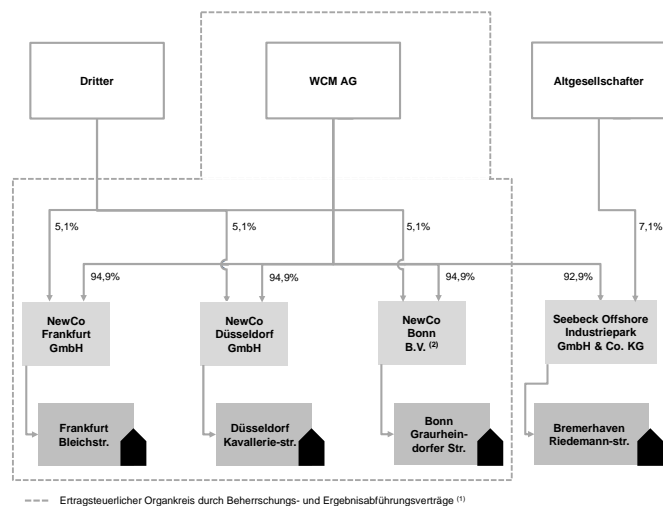 Dritter
WCM AG
Altgesellschafter
5,1%
5,1%
5,1%
7,1%
94,9%
94,9%
94,9%
92,9%
NewCo
Frankfurt
GmbH
NewCo
Düsseldorf
GmbH
NewCo
Bonn
B.V. (2)
Seebeck Offshore
Industriepark
GmbH & Co. KG
Frankfurt
Bleichstr.
Düsseldorf
Kavallerie-str.
Bonn
Graurhein-
dorfer Str.
Bremerhaven
Riedemann-str.
Ertragsteuerlicher Organkreis durch Beherrschungs- und Ergebnisabführungsverträge (1)